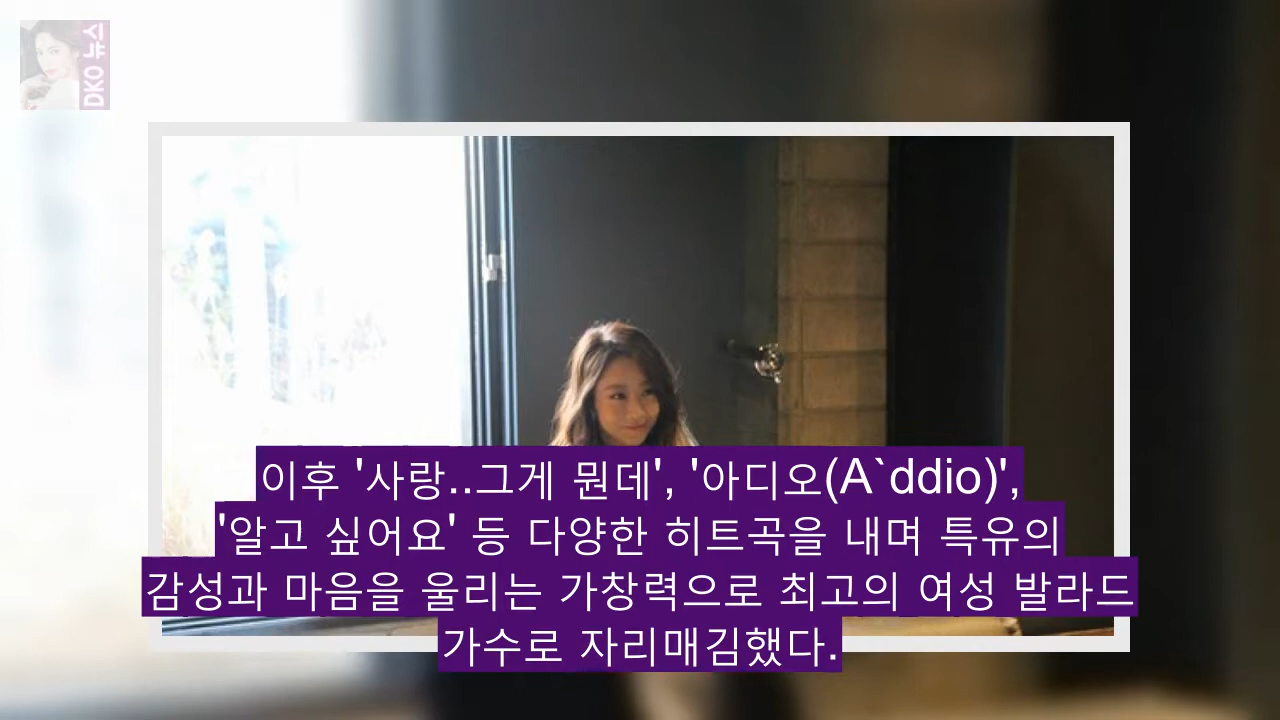 DKO 뉴스
이후 '사랑..그게 뭔데', '아디오(A`ddio)',
'알고 싶어요' 등 다양한 히트곡을 내며 특유의
감성과 마음을 울리는 가창력으로 최고의 여성 발라드
가수로 자리매김했다.